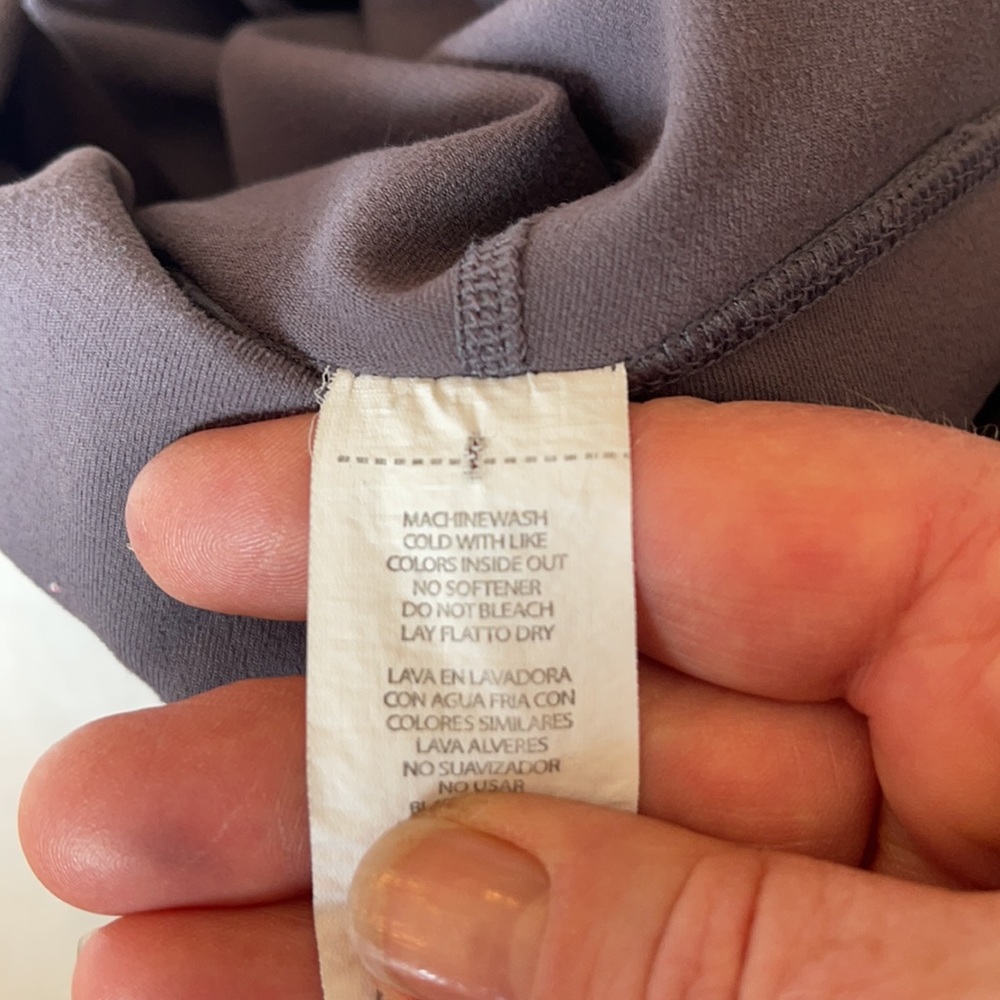 MACHINEWASH
COLD WITH LIKE
COLORS INSIDE OUT
NO SOFTENER
DO NOT BLEACH
LAY FLATTO DRY
LAVA EN LAVADORA
CON AGUA FRIA CON
COLORES SIMILARES
LAVA ALVERES
NO SUAVIZADOR
NO USAR